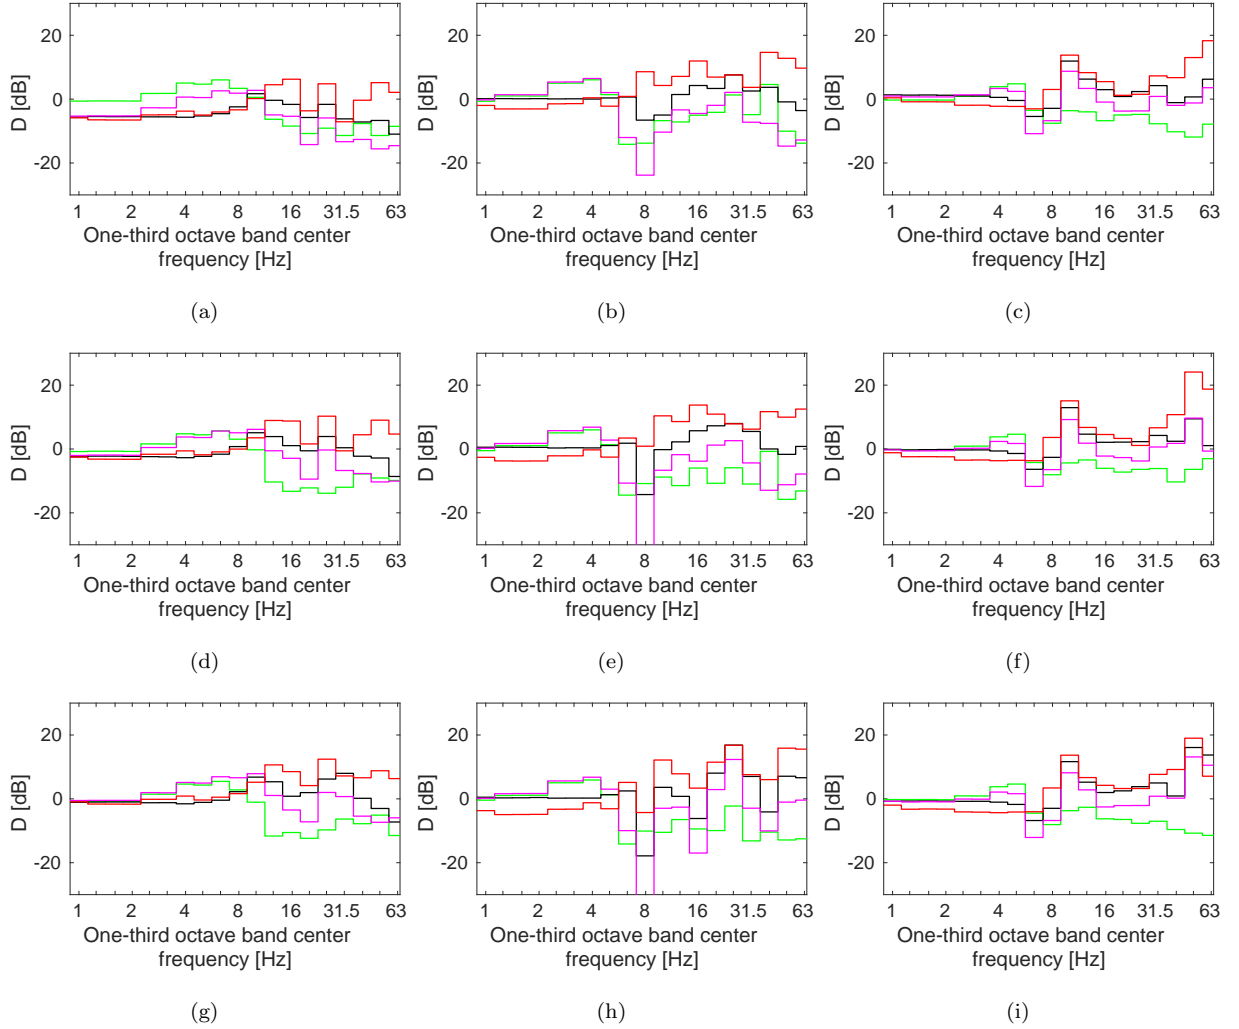 20
0
-20
D [dB]
1 2 4 8 16 31.5 63
One-third octave band center
frequency [Hz]
(a)
20
0
-20
D [dB]
1 2 4 8 16 31.5 63
One-third octave band center
frequency [Hz]
(b)
20
0
-20
D [dB]
1 2 4 8 16 31.5 63
One-third octave band center
frequency [Hz]
(c)
20
0
-20
D [dB]
1 2 4 8 16 31.5 63
One-third octave band center
frequency [Hz]
(d)
20
0
-20
D [dB]
1 2 4 8 16 31.5 63
One-third octave band center
frequency [Hz]
(e)
20
0
-20
D [dB]
1 2 4 8 16 31.5 63
One-third octave band center
frequency [Hz]
(f)
20
0
-20
D [dB]
1 2 4 8 16 31.5 63
One-third octave band center
frequency [Hz]
(g)
20
0
-20
D [dB]
1 2 4 8 16 31.5 63
One-third octave band center
frequency [Hz]
(h)
20
0
-20
D [dB]
1 2 4 8 16 31.5 63
One-third octave band center
frequency [Hz]
(i)